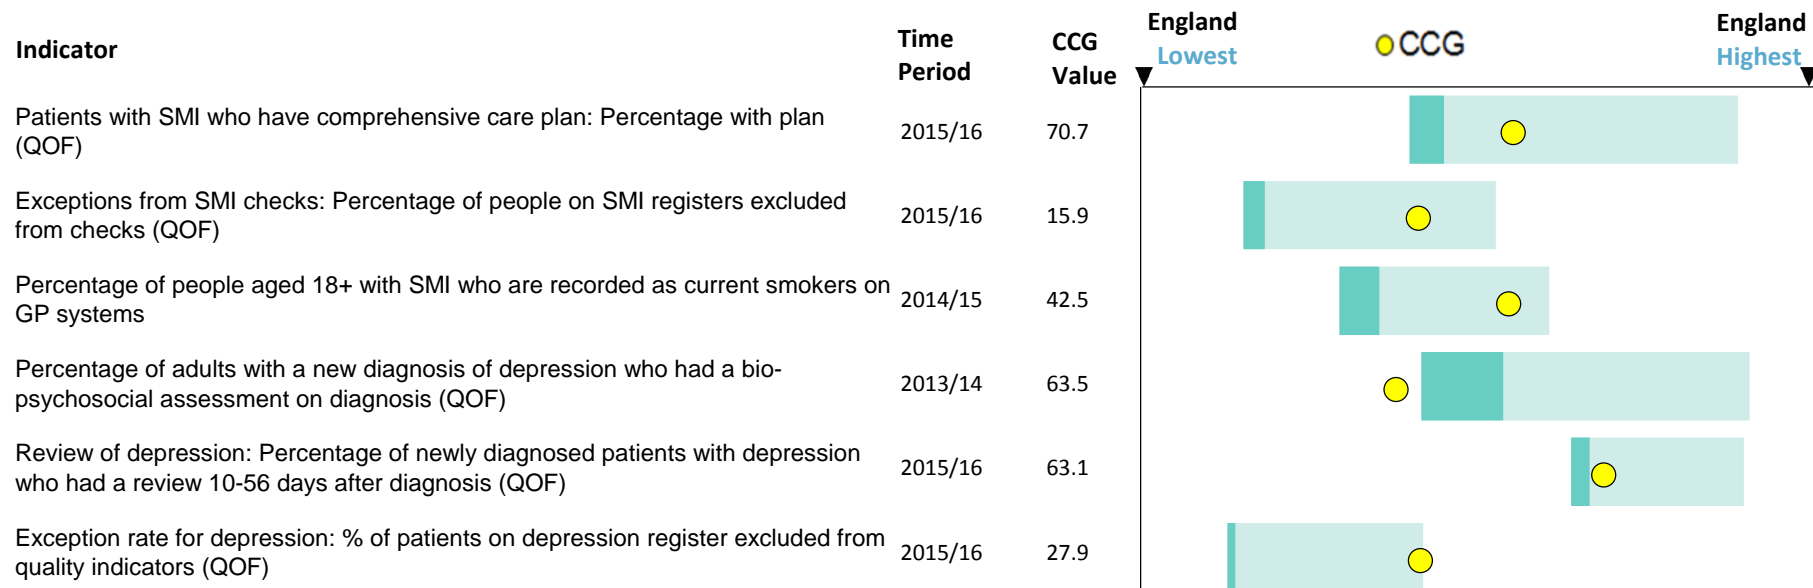 Indicator
Time Period
CCG Value
England Lowest
CCG
England Highest
Patients with SMI who have comprehensive care plan: Percentage with plan
(QOF)
2015/16
70.7
Exceptions from SMI checks: Percentage of people on SMI registers excluded
from checks (QOF)
2015/16
15.9
Percentage of people aged 18+ with SMI who are recorded as current smokers on
GP systems
2014/15
42.5
Percentage of adults with a new diagnosis of depression who had a bio-
psychosocial assessment on diagnosis (QOF)
2013/14
63.5
Review of depression: Percentage of newly diagnosed patients with depression
who had a review 10-56 days after diagnosis (QOF)
2015/16
63.1
Exception rate for depression: % of patients on depression register excluded from
quality indicators (QOF)
2015/16
27.9